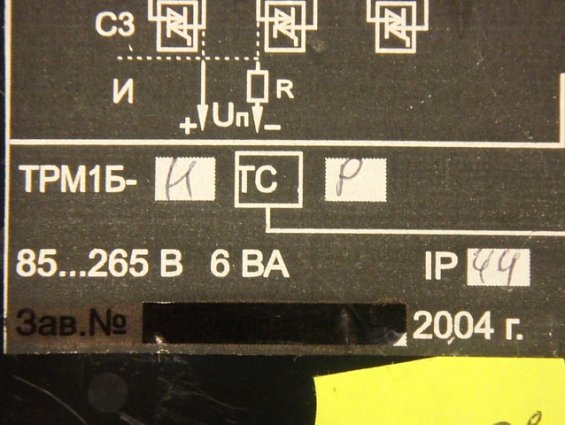 С3
И R
+ Uп −
ТРМ1Б- Н ТС Р
85...265 В 6 ВА IP 44
Зав.№ 2004 г.